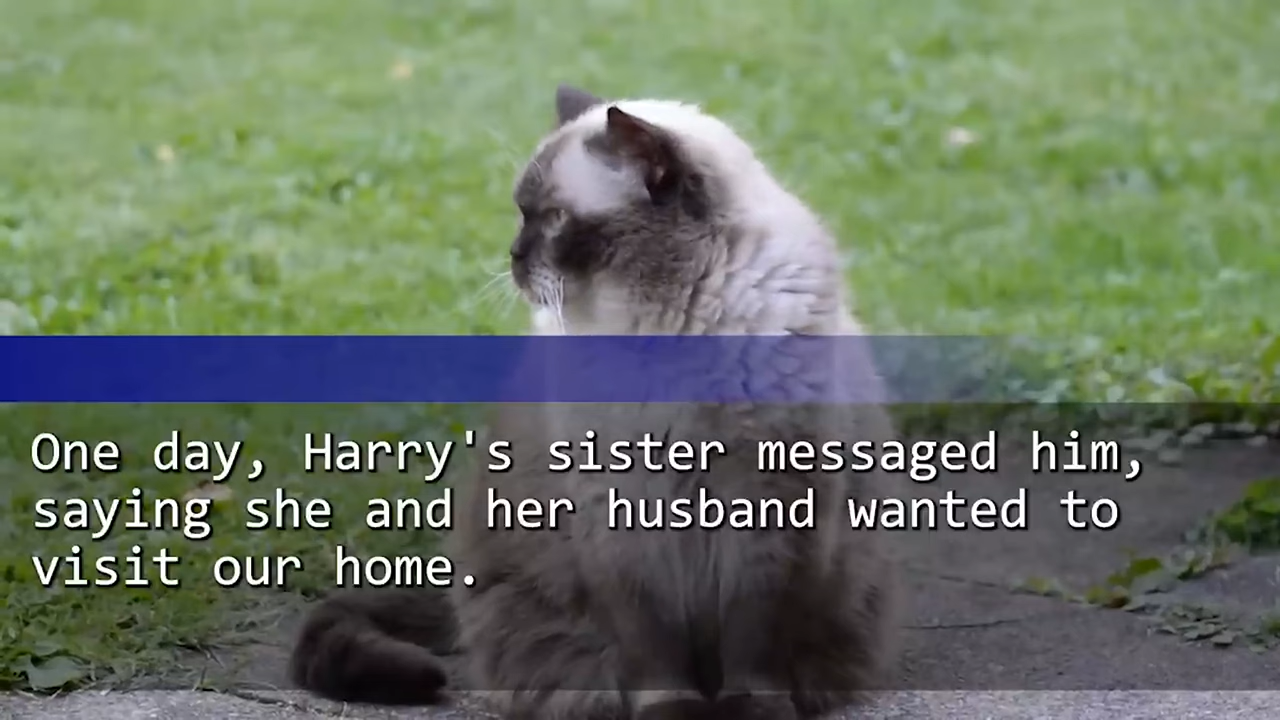 One day, Harry's sister messaged him,
saying she and her husband wanted to
visit our home.